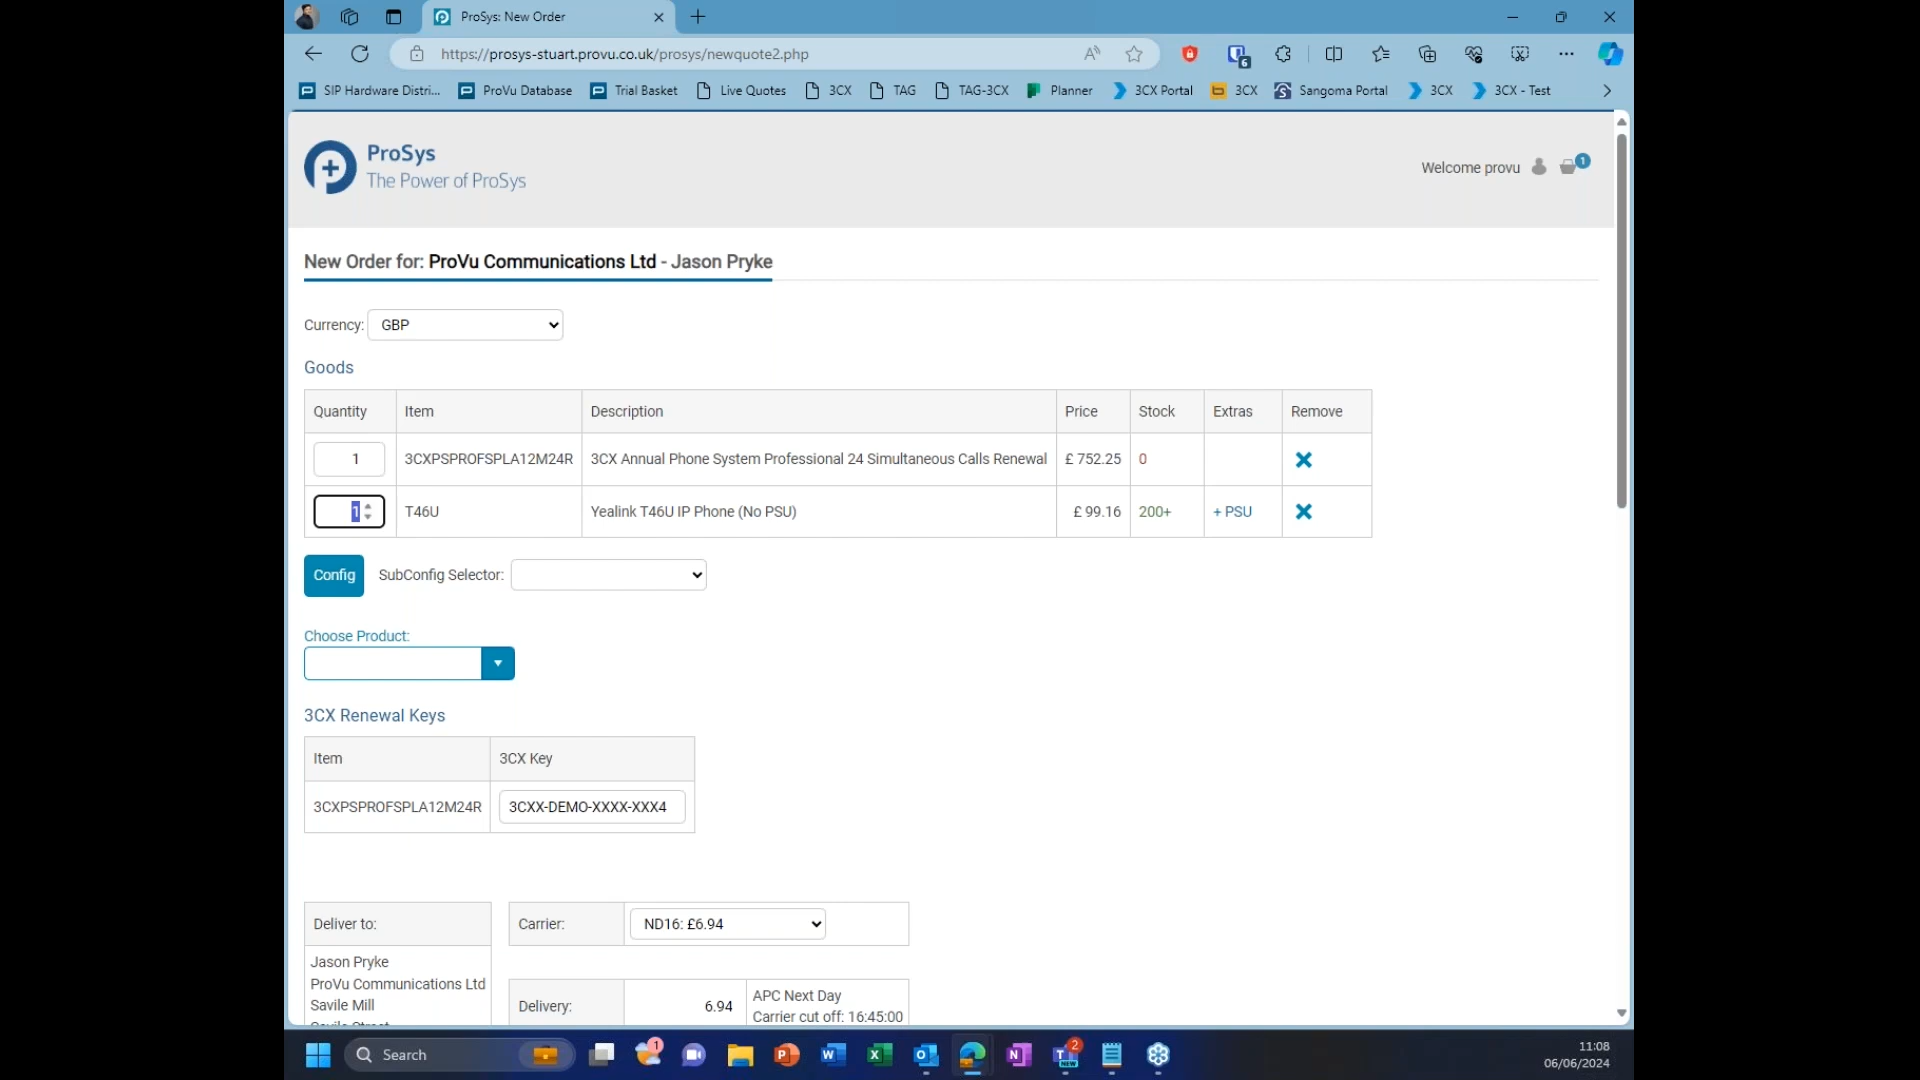 ProSys: New Order
https://prosys-stuart.provu.co.uk/prosys/newquote2.php
6
SIP Hardware Distri... ProVu Database Trial Basket Live Quotes 3CX TAG TAG-3CX Planner 3CX Portal 3CX Sangoma Portal 3CX 3CX - Test
ProSys
The Power of ProSys
Welcome provu 1
New Order for: ProVu Communications Ltd - Jason Pryke
Currency: GBP
Goods
Quantity Item Description Price Stock Extras Remove
1 3CXPSPROFSPLA12M24R 3CX Annual Phone System Professional 24 Simultaneous Calls Renewal £ 752.25 0
1 T46U Yealink T46U IP Phone (No PSU) £ 99.16 200+ + PSU
Config SubConfig Selector:
Choose Product:
3CX Renewal Keys
Item 3CX Key
3CXPSPROFSPLA12M24R 3CXX-DEMO-XXXX-XXX4
Deliver to: Carrier: ND16: £6.94
Jason Pryke
ProVu Communications Ltd
Savile Mill
Delivery: 6.94 APC Next Day
Carrier cut off: 16:45:00
Search 1 2
11:08
06/06/2024